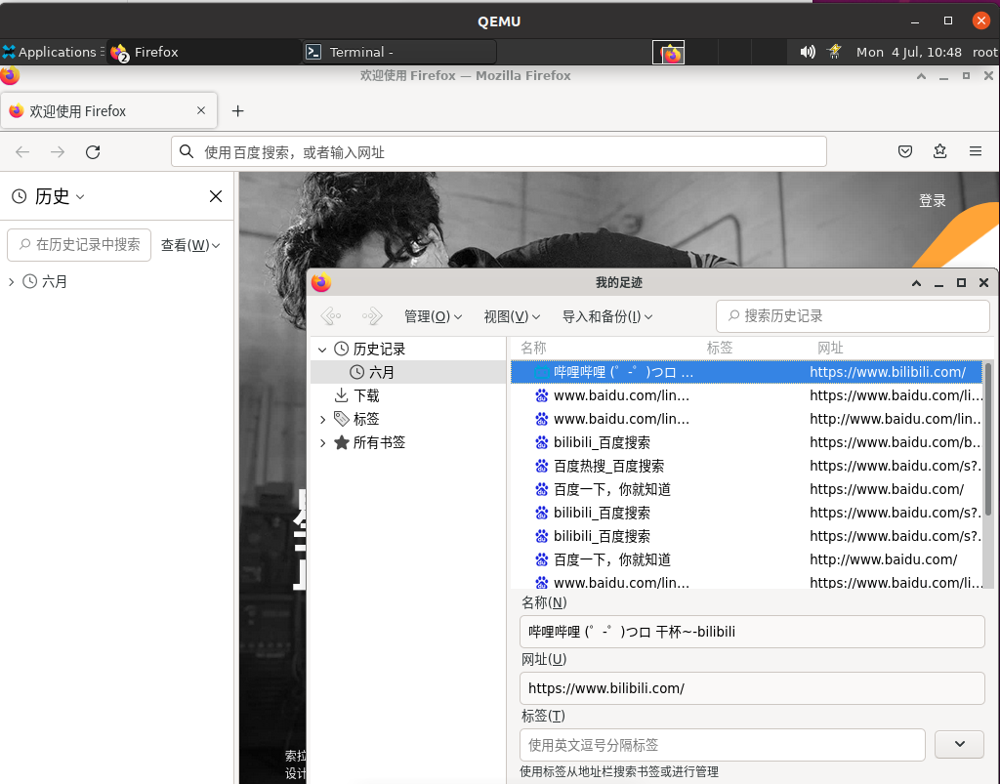 QEMU
Applications
2
Firefox
Terminal -
Mon 4 Jul, 10:48
root
欢迎使用 Firefox — Mozilla Firefox
欢迎使用 Firefox
使用百度搜索，或者输入网址
历史
登录
在历史记录中搜索
查看(W)
六月
我的足迹
管理(O)
视图(V)
导入和备份(I)
搜索历史记录
历史记录
六月
下载
标签
所有书签
名称 标签 网址
哔哩哔哩 (゜-゜)つロ … https://www.bilibili.com/
www.baidu.com/lin… https://www.baidu.com/li…
www.baidu.com/lin… http://www.baidu.com/lin…
bilibili_百度搜索 https://www.baidu.com/b…
百度热搜_百度搜索 https://www.baidu.com/s?…
百度一下，你就知道 https://www.baidu.com/
bilibili_百度搜索 https://www.baidu.com/s?…
bilibili_百度搜索 https://www.baidu.com/s?…
百度一下，你就知道 http://www.baidu.com/
www.baidu.com/lin… https://www.baidu.com/li…
名称(N)
哔哩哔哩 (゜-゜)つロ 干杯~-bilibili
网址(U)
https://www.bilibili.com/
标签(T)
使用英文逗号分隔标签
使用标签从地址栏搜索书签或进行管理
索拉
设计